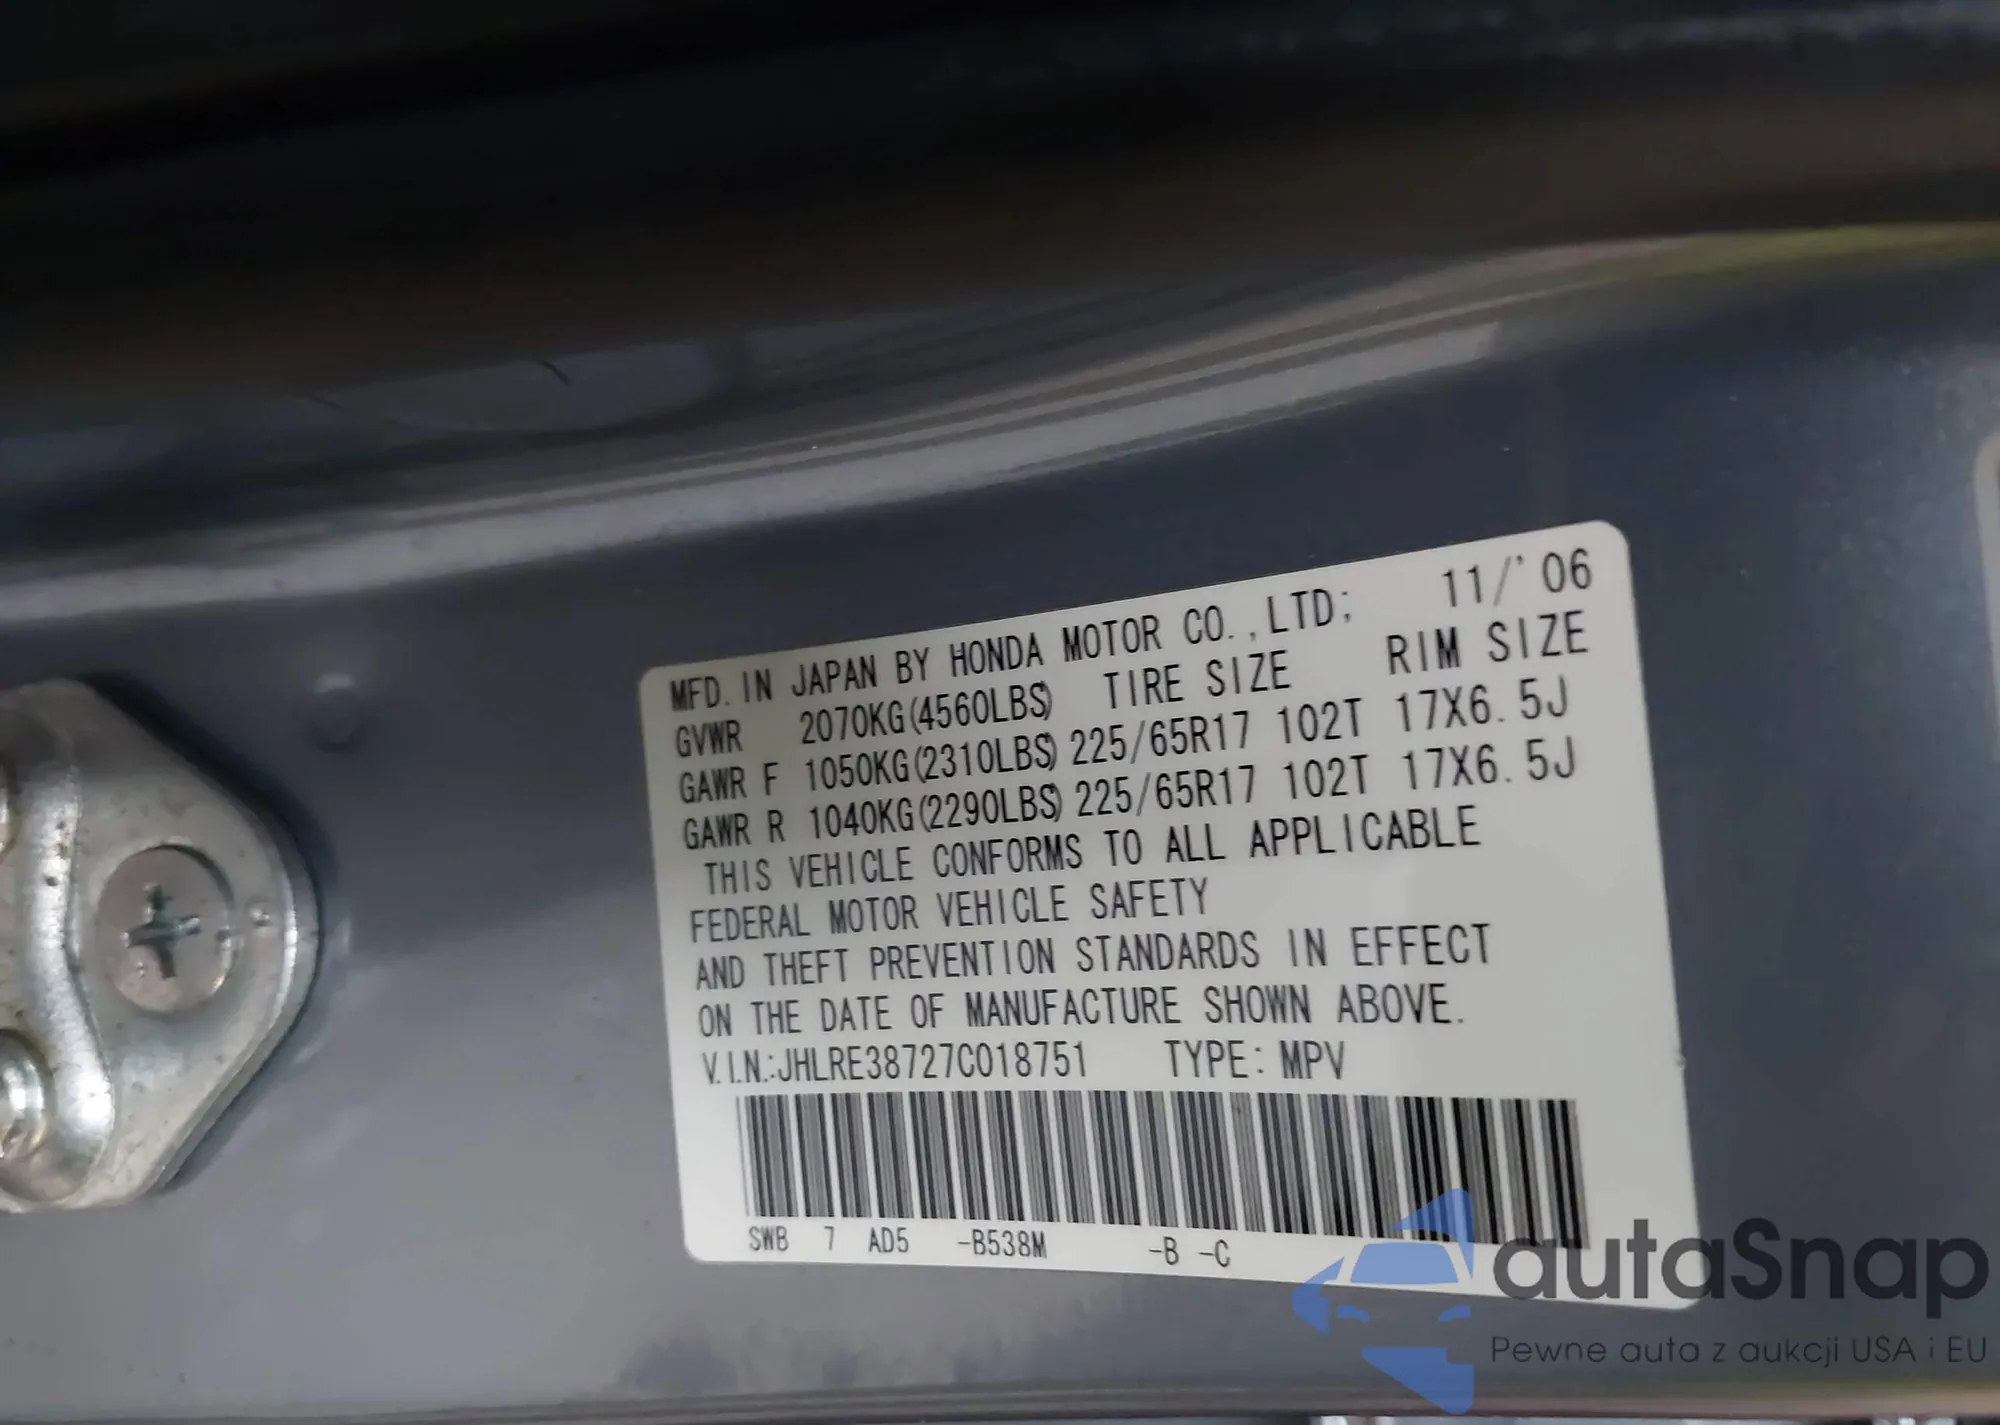 MFD. IN JAPAN BY HONDA MOTOR CO.,LTD; 11/'06
GVWR 2070KG(4560LBS) TIRE SIZE RIM SIZE
GAWR F 1050KG(2310LBS) 225/65R17 102T 17X6.5J
GAWR R 1040KG(2290LBS) 225/65R17 102T 17X6.5J
THIS VEHICLE CONFORMS TO ALL APPLICABLE
FEDERAL MOTOR VEHICLE SAFETY
AND THEFT PREVENTION STANDARDS IN EFFECT
ON THE DATE OF MANUFACTURE SHOWN ABOVE.
V.I.N.:JHLRE38727C018751 TYPE: MPV
SWB 7 AD5 -B538M -B -C
autaSnap
Pewne auta z aukcji USA i EU